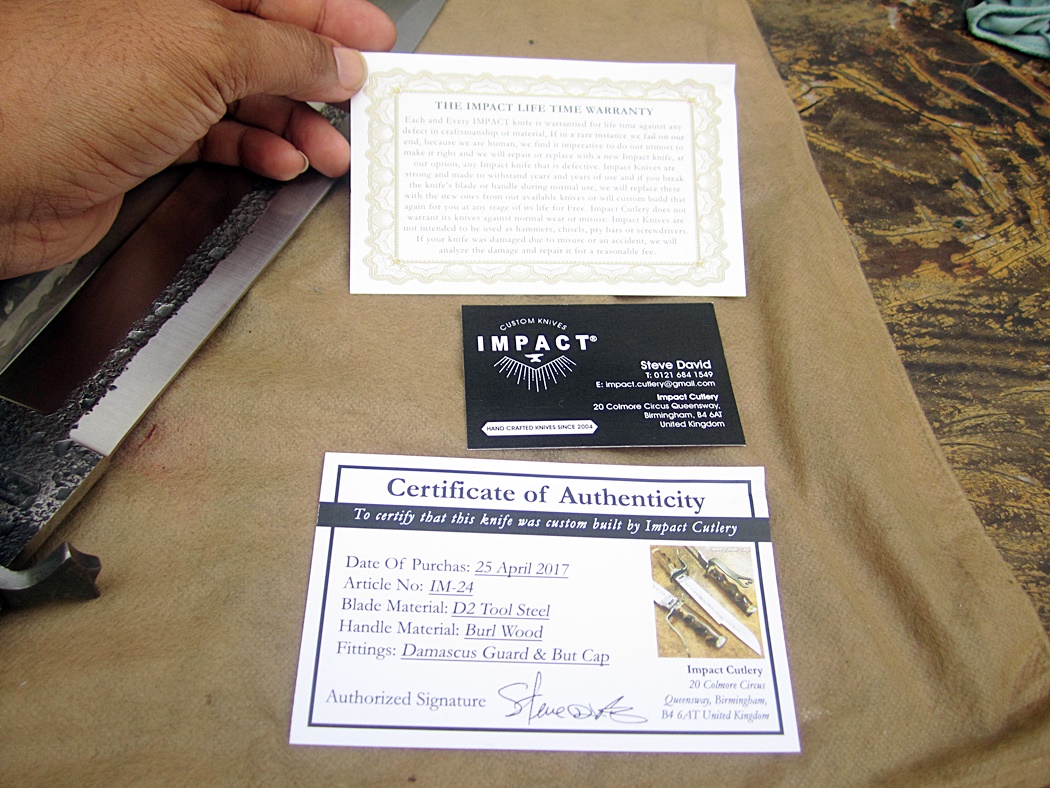 THE IMPACT LIFE TIME WARRANTY
Each and Every IMPACT knife is warrantied for life time against any
defect in craftsmanship or material, If in a rare instance we fail on our
end, because we are human, we find it imperative to do our utmost to
make it right and we will repair or replace with a new Impact knife, at
our option, any Impact knife that is defective. Impact Knives are
strong and made to withstand years and years of use and if you break
the knife's blade or handle during normal use, we will replace these
with the new ones from our available knives or will custom build that
again for you at any stage of its life for Free. Impact Cutlery does not
warrant its knives against normal wear or misuse. Impact Knives are
not intended to be used as hammers, chisels, pry bars or screwdrivers.
If your knife was damaged due to misuse or an accident, we will
analyze the damage and repair it for a reasonable fee.
CUSTOM KNIVES
IMPACT®
HAND CRAFTED KNIVES SINCE 2004
Steve David
T: 0121 684 1549
E: impact.cutlery@gmail.com
Impact Cutlery
20 Colmore Circus Queensway,
Birmingham, B4 6AT
United Kingdom
Certificate of Authenticity
To certify that this knife was custom built by Impact Cutlery
Date Of Purchas: 25 April 2017
Article No: IM-24
Blade Material: D2 Tool Steel
Handle Material: Burl Wood
Fittings: Damascus Guard & But Cap
Authorized Signature
Impact Cutlery
20 Colmore Circus
Queensway, Birmingham,
B4 6AT United Kingdom